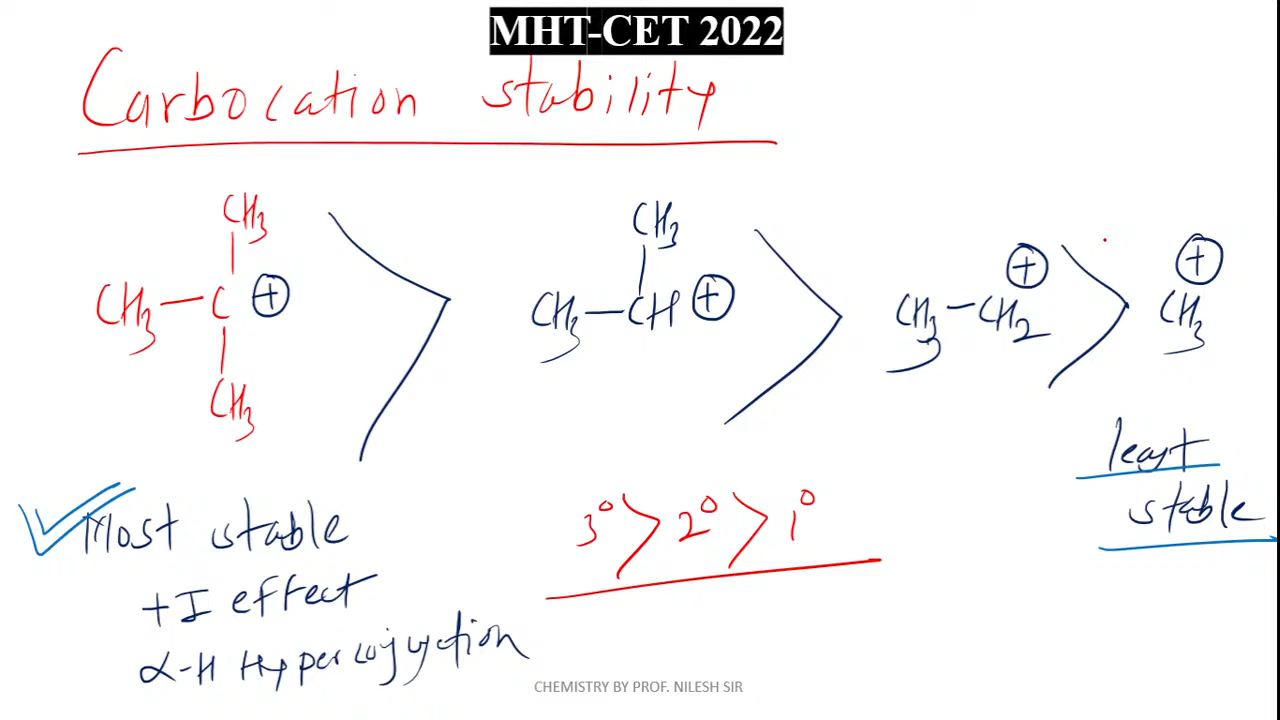 MHT-CET 2022
Carbocation stability
CH3
CH3—C ⊕
CH3
>
CH3
CH3—CH ⊕
>
⊕
CH3—CH2
>
⊕
CH3
least
stable
3° > 2° > 1°
Most stable
+I effect
α-H Hyperconjugation
CHEMISTRY BY PROF. NILESH SIR